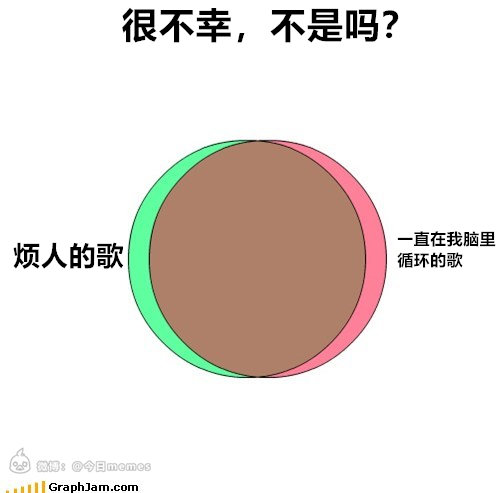 很不幸，不是吗？
烦人的歌
一直在我脑里
循环的歌
微博：@今日memes
GraphJam.com